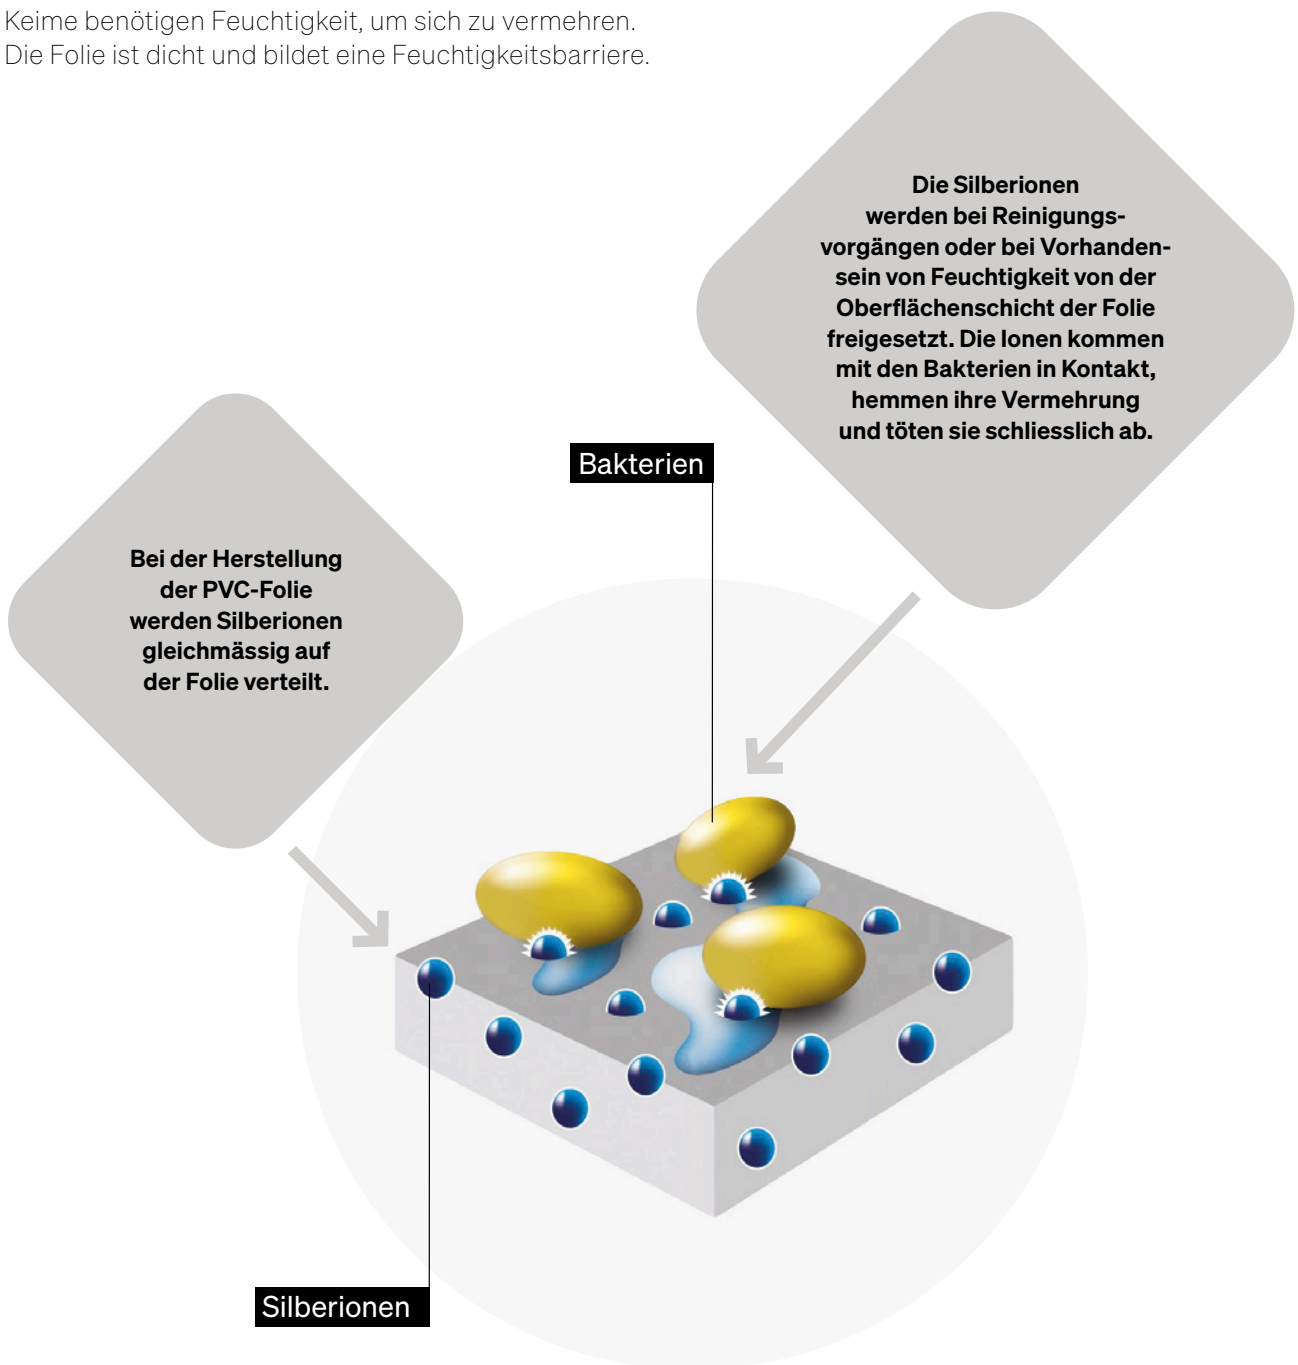 Keime benötigen Feuchtigkeit, um sich zu vermehren.
Die Folie ist dicht und bildet eine Feuchtigkeitsbarriere.
Die Silberionen
werden bei Reinigungs-
vorgängen oder bei Vorhanden-
sein von Feuchtigkeit von der
Oberflächenschicht der Folie
freigesetzt. Die Ionen kommen
mit den Bakterien in Kontakt,
hemmen ihre Vermehrung
und töten sie schliesslich ab.
Bakterien
Bei der Herstellung
der PVC-Folie
werden Silberionen
gleichmässig auf
der Folie verteilt.
Silberionen